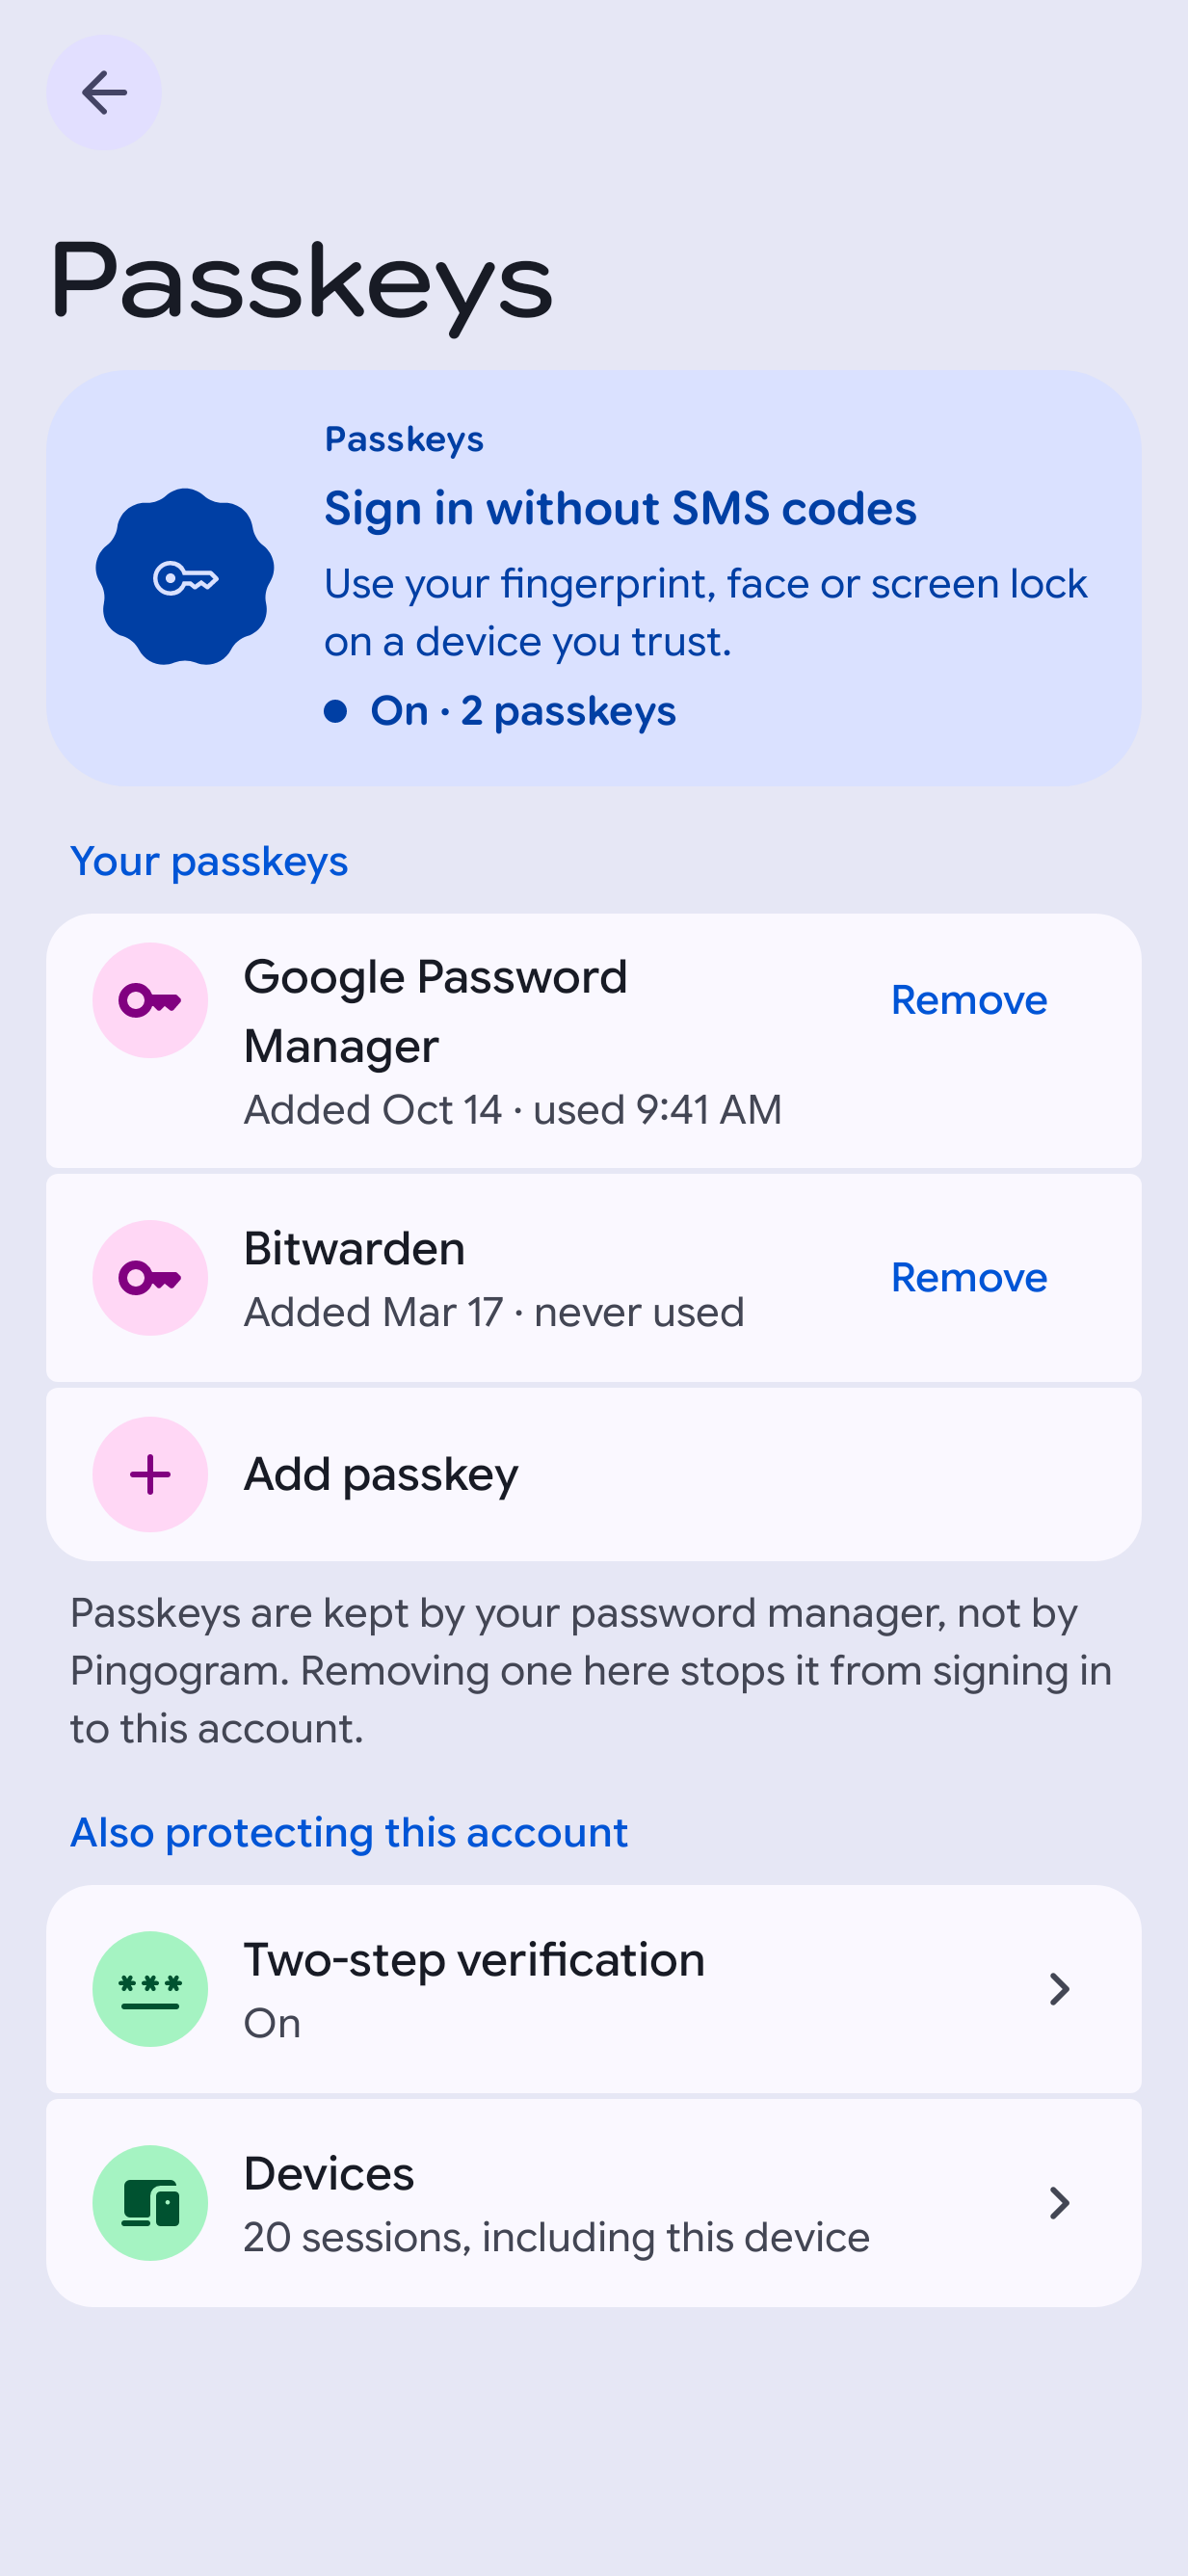 Passkeys
Passkeys
Sign in without SMS codes
Use your fingerprint, face or screen lock
on a device you trust.
On · 2 passkeys
Your passkeys
Google Password
Manager
Added Oct 14 · used 9:41 AM
Remove
Bitwarden
Added Mar 17 · never used
Remove
Add passkey
Passkeys are kept by your password manager, not by
Pingogram. Removing one here stops it from signing in
to this account.
Also protecting this account
Two-step verification
On
Devices
20 sessions, including this device